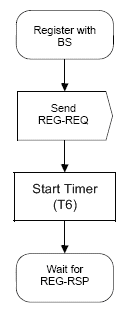 Register with
BS
Send
REG-REQ
Start Timer
(T6)
Wait for
REG-RSP